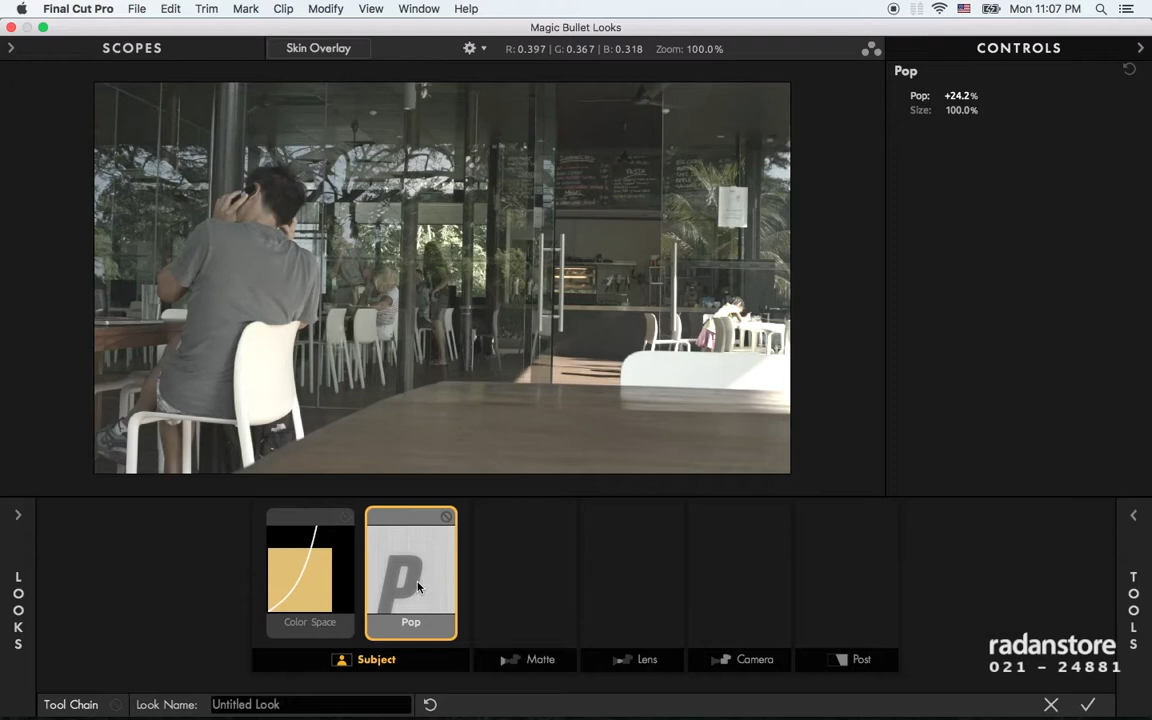 Final Cut Pro File Edit Trim Mark Clip Modify View Window Help Mon 11:07 PM
Magic Bullet Looks
SCOPES Skin Overlay R: 0.397 | G: 0.367 | B: 0.318 Zoom: 100.0% CONTROLS
Pop
Pop: +24.2%
Size: 100.0%
P
Color Space Pop
Subject Matte Lens Camera Post
LOOKS
TOOLS
radanstore
021 - 24881
Tool Chain Look Name: Untitled Look